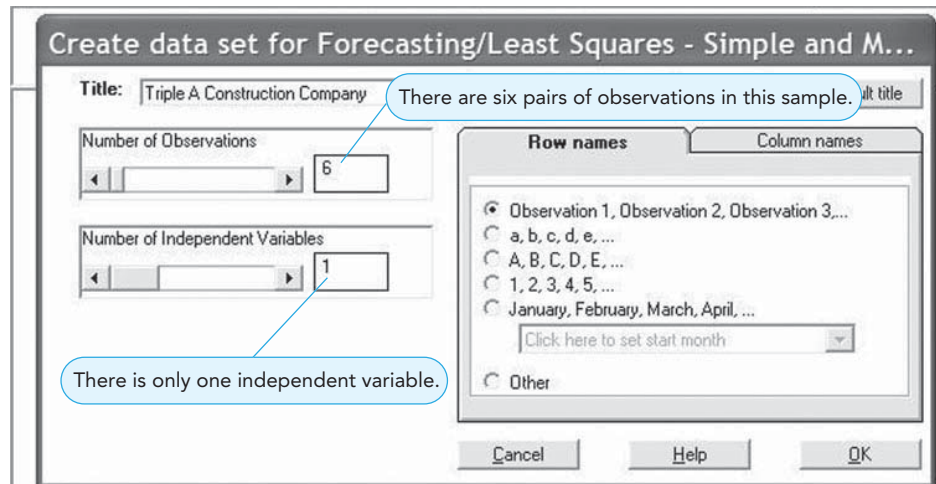 Create data set for Forecasting/Least Squares - Simple and M...
Title: Triple A Construction Company
There are six pairs of observations in this sample.
ult title
Number of Observations
6
Number of Independent Variables
1
There is only one independent variable.
Row names
Column names
Observation 1, Observation 2, Observation 3,...
a, b, c, d, e, ...
A, B, C, D, E, ...
1, 2, 3, 4, 5, ...
January, February, March, April, ...
Click here to set start month
Other
Cancel
Help
OK